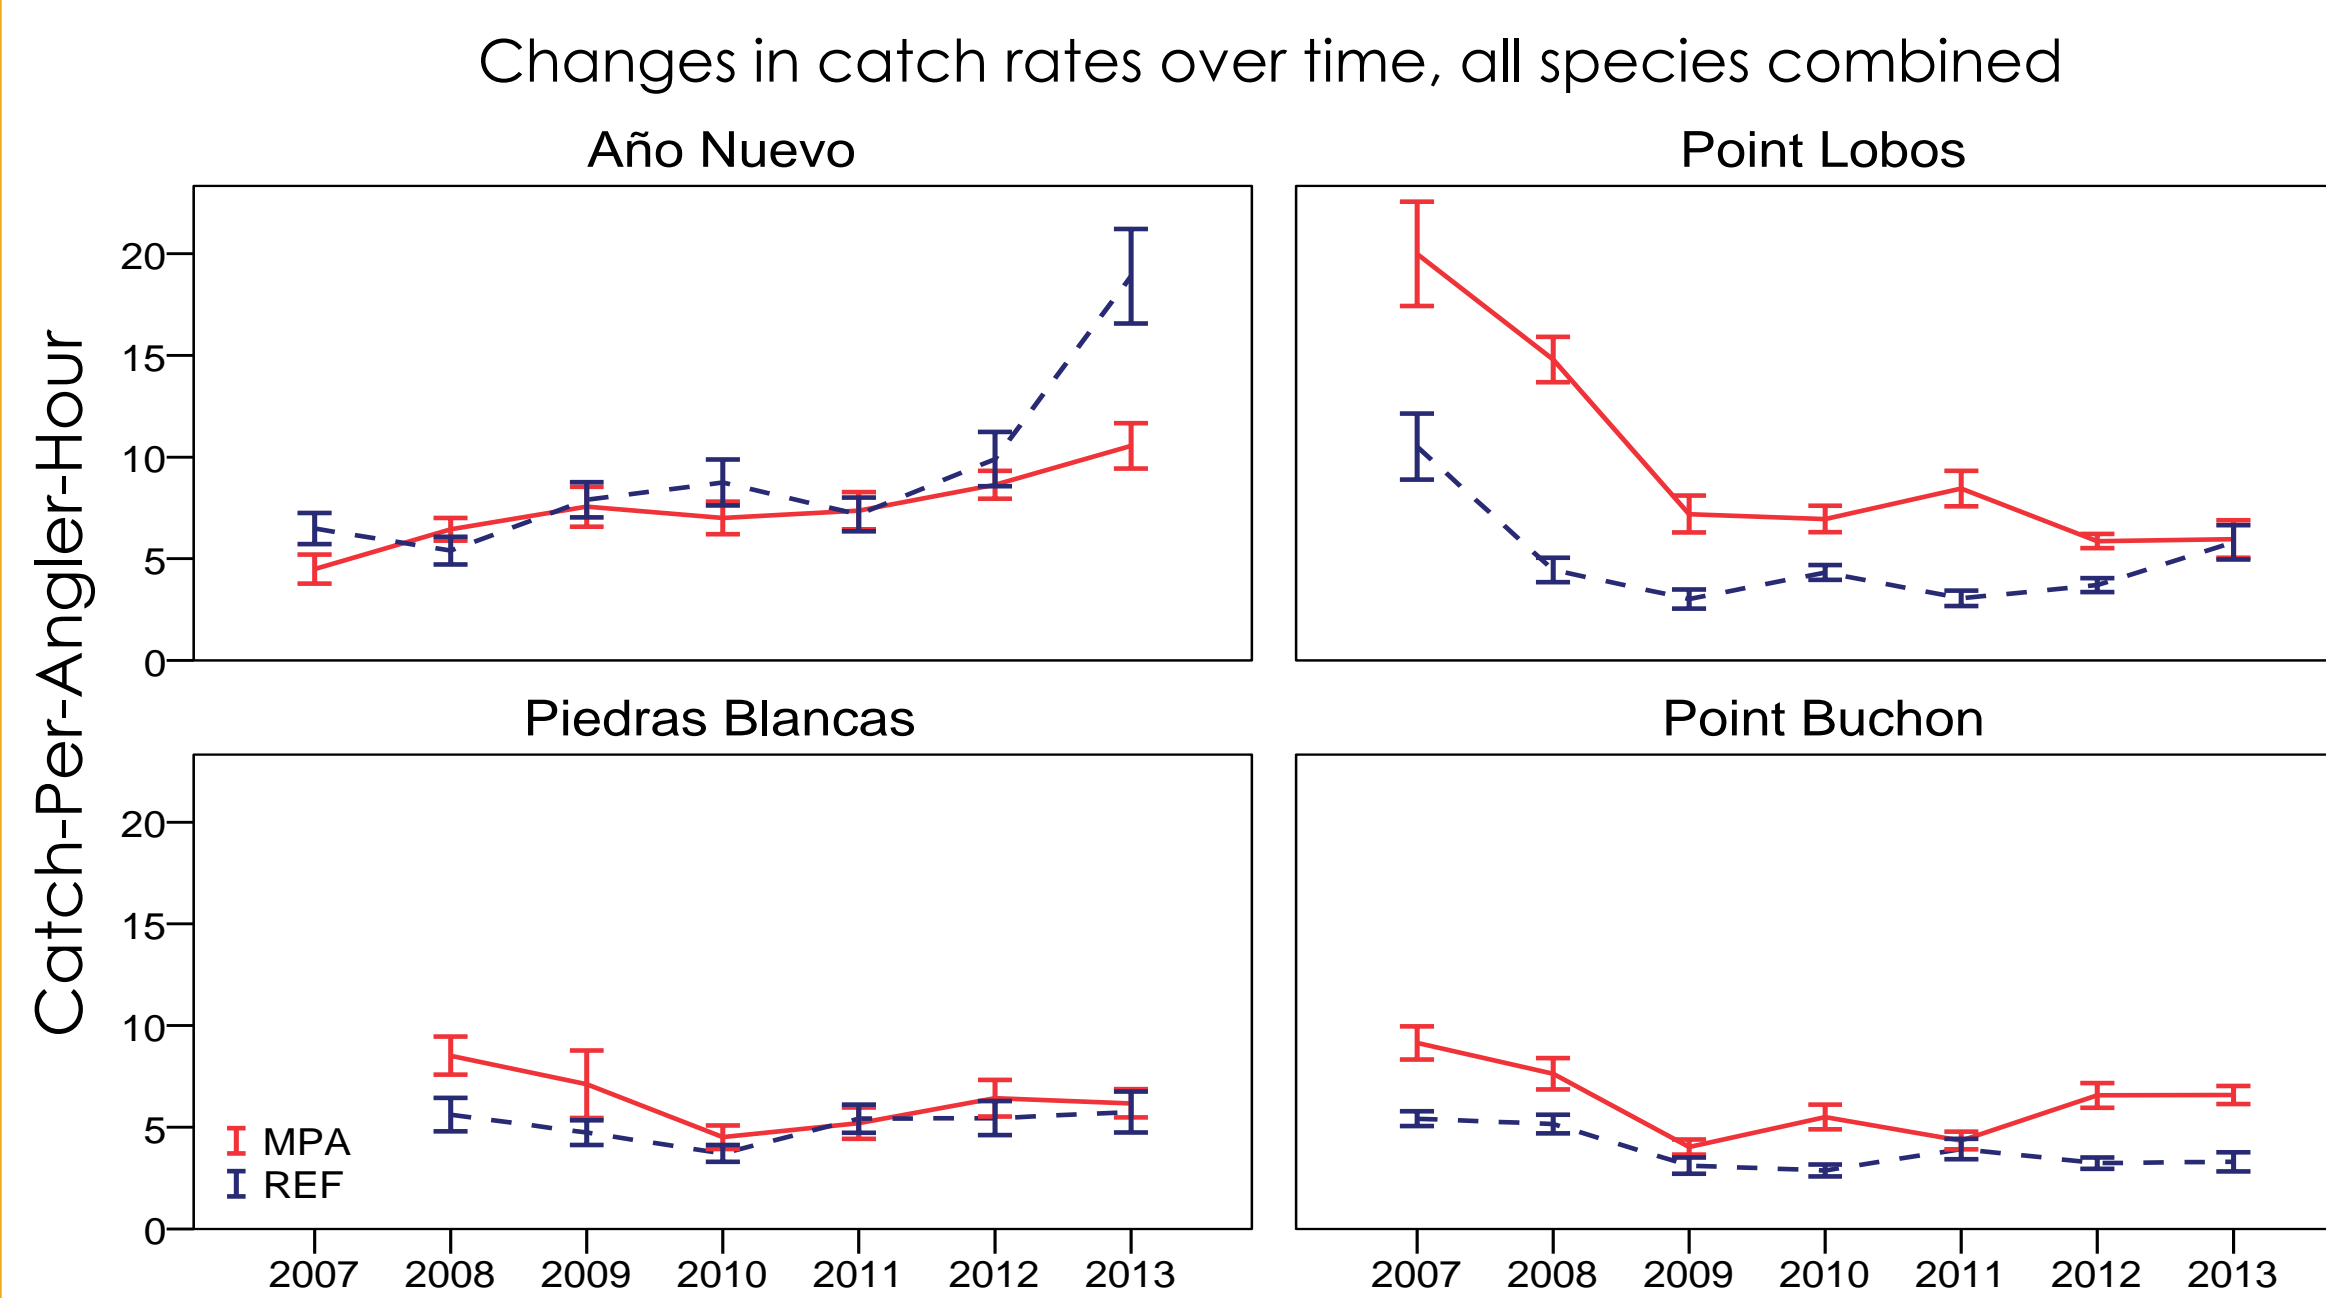 Changes in catch rates over time, all species combined
Año Nuevo
Point Lobos
Catch-Per-Angler-Hour
20
15
10
5
0
Piedras Blancas
Point Buchon
20
15
10
5
0
MPA
REF
2007 2008 2009 2010 2011 2012 2013
2007 2008 2009 2010 2011 2012 2013